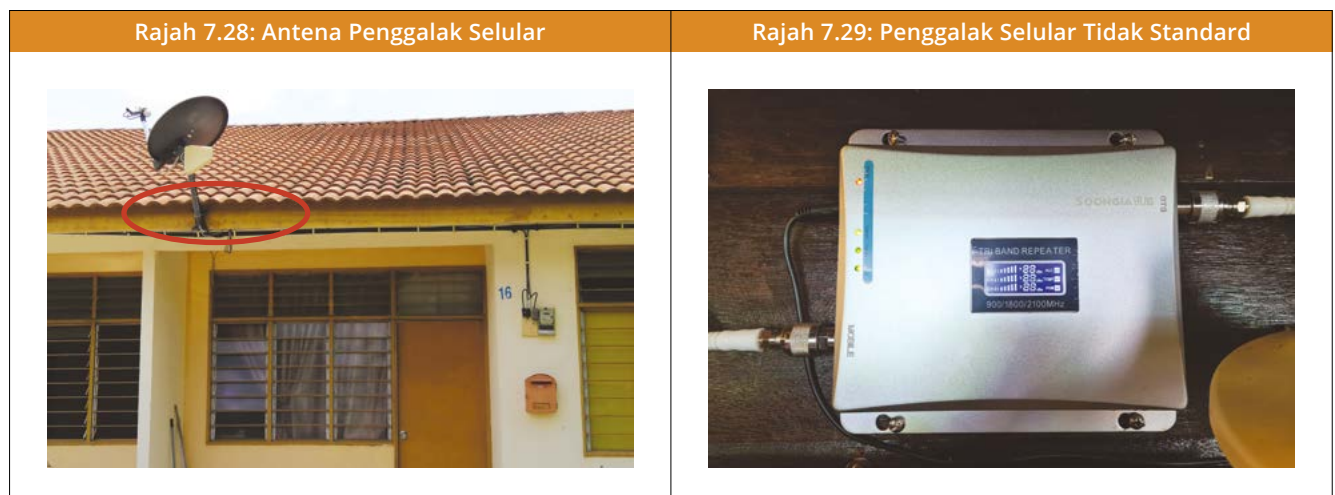 Rajah 7.28: Antena Penggalak Selular
Rajah 7.29: Penggalak Selular Tidak Standard
16
BTS
TRI BAND REPEATER
900/1800/2100MHz
MOBILE